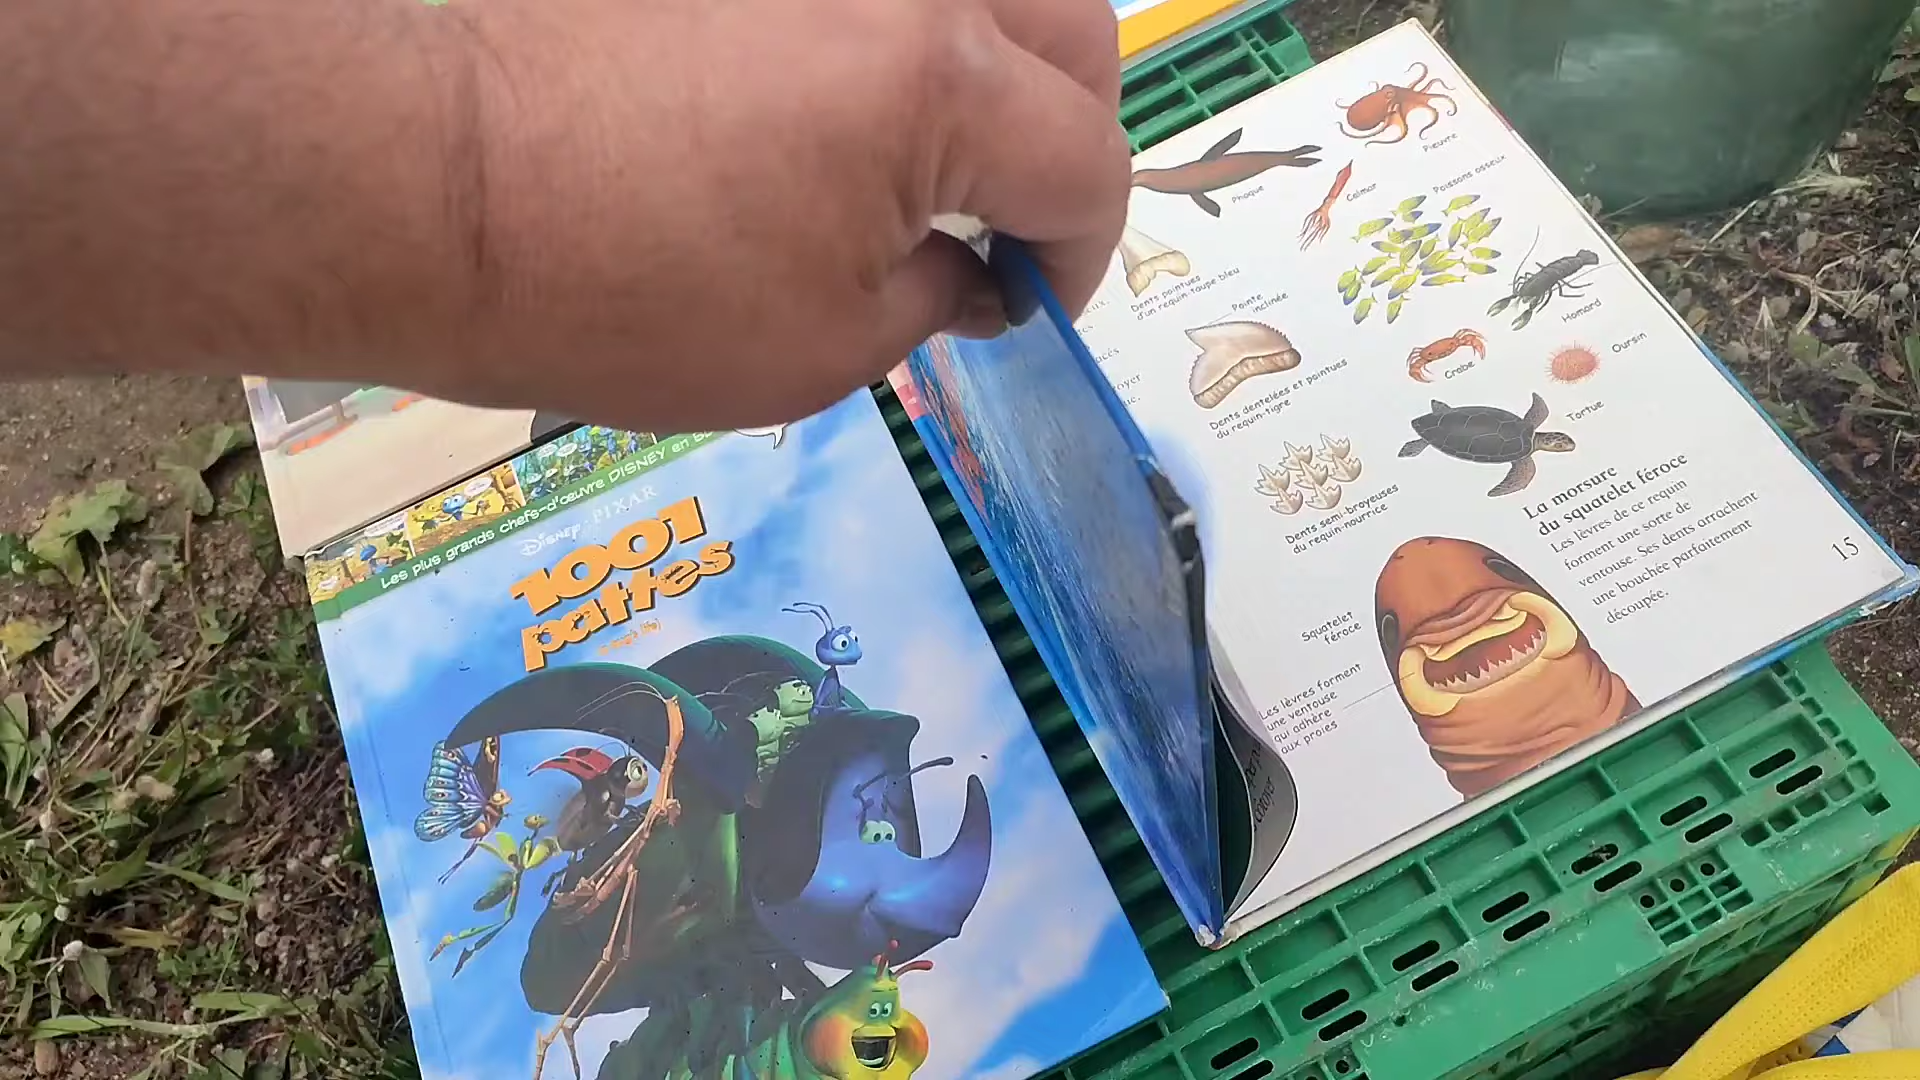 Les plus grands chefs-d'œuvre DISNEY en
DISNEY · PIXAR
1001
pattes
(a bug's life)
Pieuvre
Phoque
Calmar
Poissons osseux
Dents pointues
d'un requin-taupe bleu
Pointe
inclinée
Homard
Oursin
Crabe
Dents dentelées et pointues
du requin-tigre
Tortue
Dents semi-broyeuses
du requin-nourrice
La morsure
du squatelet féroce
Les lèvres de ce requin
forment une sorte de
ventouse. Ses dents arrachent
une bouchée parfaitement
découpée.
15
Squatelet
féroce
Les lèvres forment
une ventouse
qui adhère
aux proies